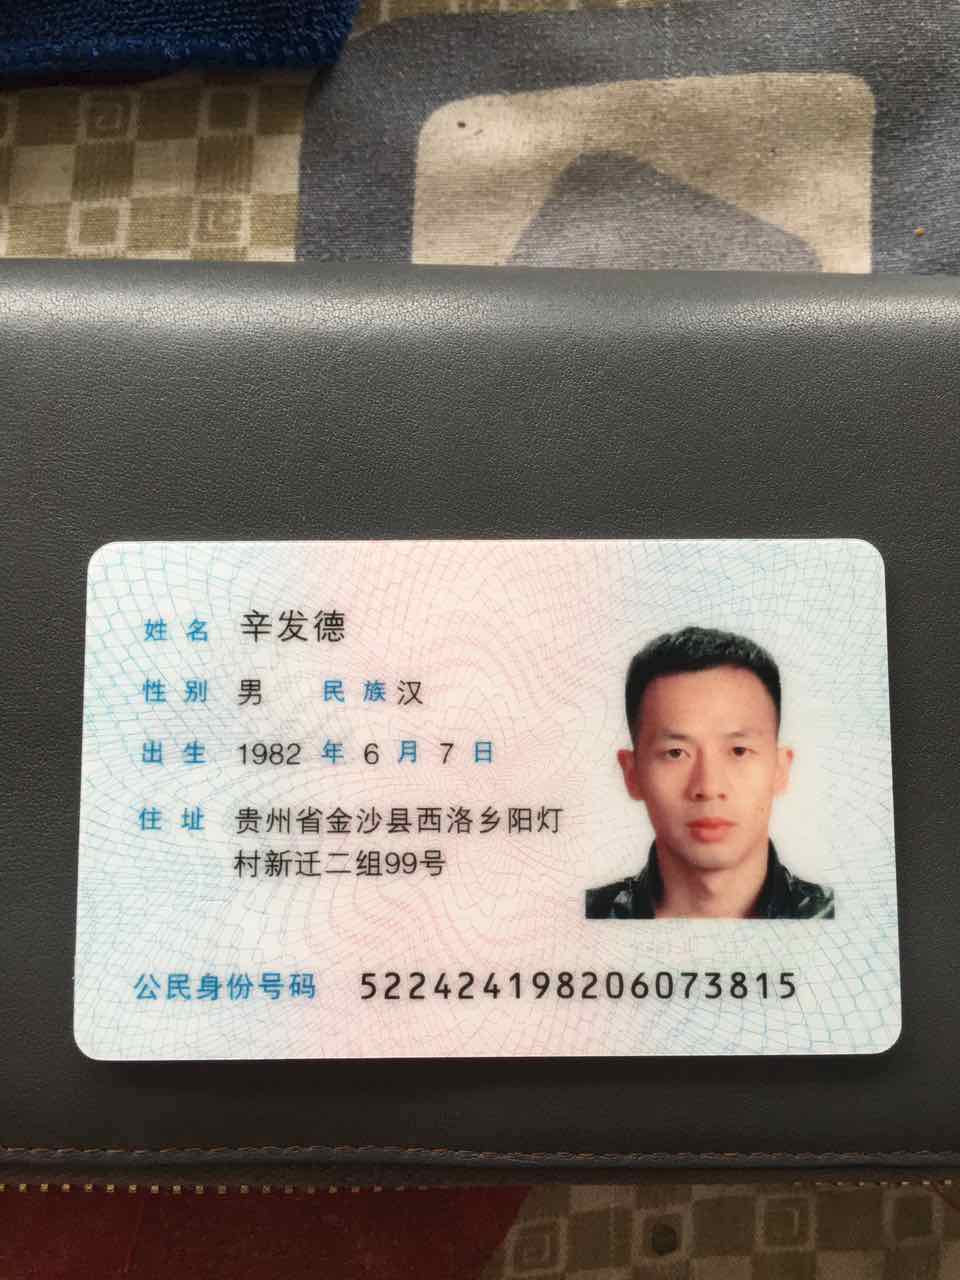 姓名 辛发德
性别 男 民族 汉
出生 1982 年 6 月 7 日
住址 贵州省金沙县西洛乡阳灯
村新迁二组99号
公民身份号码 522424198206073815